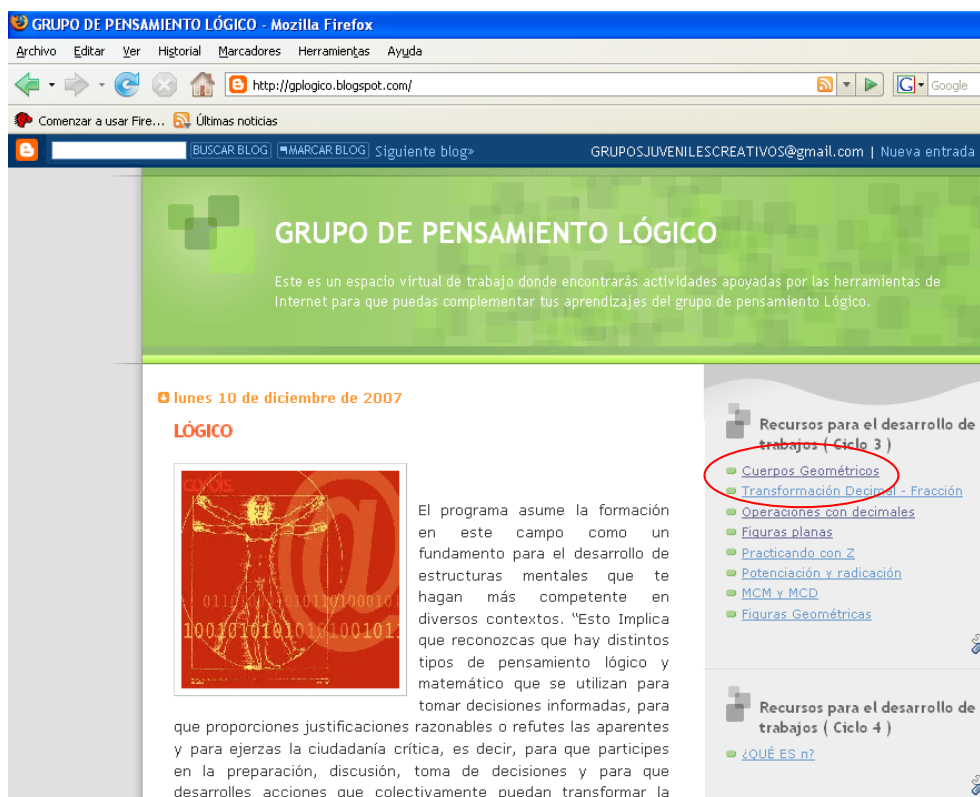 GRUPO DE PENSAMIENTO LÓGICO - Mozilla Firefox
Archivo Editar Ver Historial Marcadores Herramientas Ayuda
http://gplogico.blogspot.com/
G Google
Comenzar a usar Fire... Últimas noticias
BUSCAR BLOG MARCAR BLOG Siguiente blog» GRUPOSJUVENILESCREATIVOS@gmail.com | Nueva entrada
GRUPO DE PENSAMIENTO LÓGICO
Este es un espacio virtual de trabajo donde encontrarás actividades apoyadas por las herramientas de
Internet para que puedas complementar tus aprendizajes del grupo de pensamiento Lógico.
lunes 10 de diciembre de 2007
LÓGICO
corbis.
@
El programa asume la formación
en este campo como un
fundamento para el desarrollo de
estructuras mentales que te
hagan más competente en
diversos contextos. "Esto Implica
que reconozcas que hay distintos
tipos de pensamiento lógico y
matemático que se utilizan para
tomar decisiones informadas, para
que proporciones justificaciones razonables o refutes las aparentes
y para ejerzas la ciudadanía crítica, es decir, para que participes
en la preparación, discusión, toma de decisiones y para que
desarrolles acciones que colectivamente puedan transformar la
Recursos para el desarrollo de
trabajos ( Ciclo 3 )
Cuerpos Geométricos
Transformación Decimal - Fracción
Operaciones con decimales
Figuras planas
Practicando con Z
Potenciación y radicación
MCM y MCD
Figuras Geométricas
Recursos para el desarrollo de
trabajos ( Ciclo 4 )
¿QUÉ ES π?